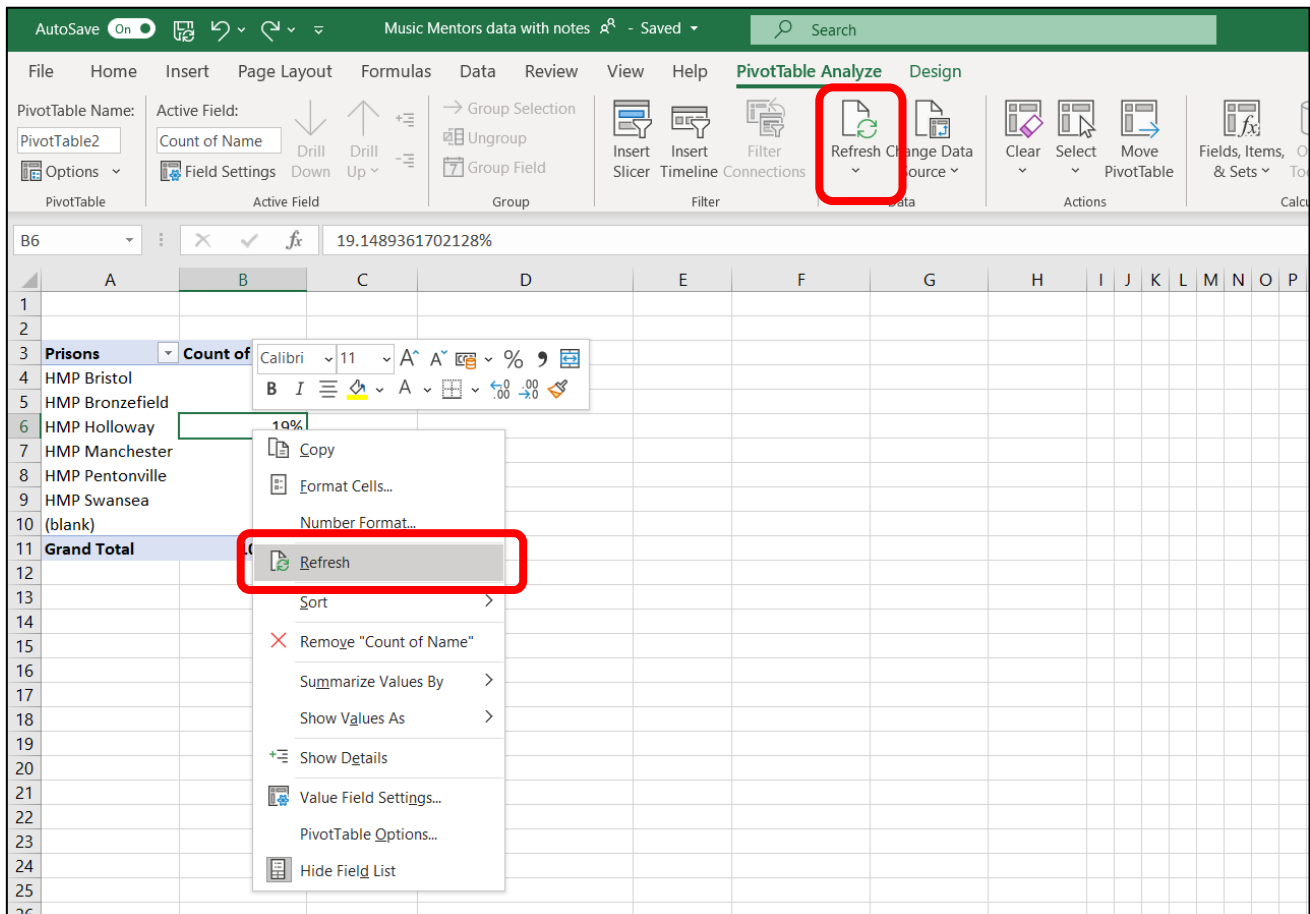 AutoSave On Music Mentors data with notes - Saved Search
File Home Insert Page Layout Formulas Data Review View Help PivotTable Analyze Design
PivotTable Name:
PivotTable2
Options
PivotTable
Active Field:
Count of Name
Field Settings
Drill Down
Drill Up
Active Field
Group Selection
Ungroup
7 Group Field
Group
Insert Slicer
Insert Timeline
Filter Connections
Filter
Refresh
Change Data
Source
Data
Clear
Select
Move PivotTable
Actions
Fields, Items, & Sets
B6 fx 19.1489361702128%
A B C D E F G H I J K L M N O P
1
2
3 Prisons Count of
4 HMP Bristol
5 HMP Bronzefield
6 HMP Holloway 19%
7 HMP Manchester
8 HMP Pentonville
9 HMP Swansea
10 (blank)
11 Grand Total
12
13
14
15
16
17
18
19
20
21
22
23
24
25
Calibri 11 A A %
B I A .00 .00
Copy
Format Cells...
Number Format...
Refresh
Sort
Remove "Count of Name"
Summarize Values By
Show Values As
Show Details
Value Field Settings...
PivotTable Options...
Hide Field List